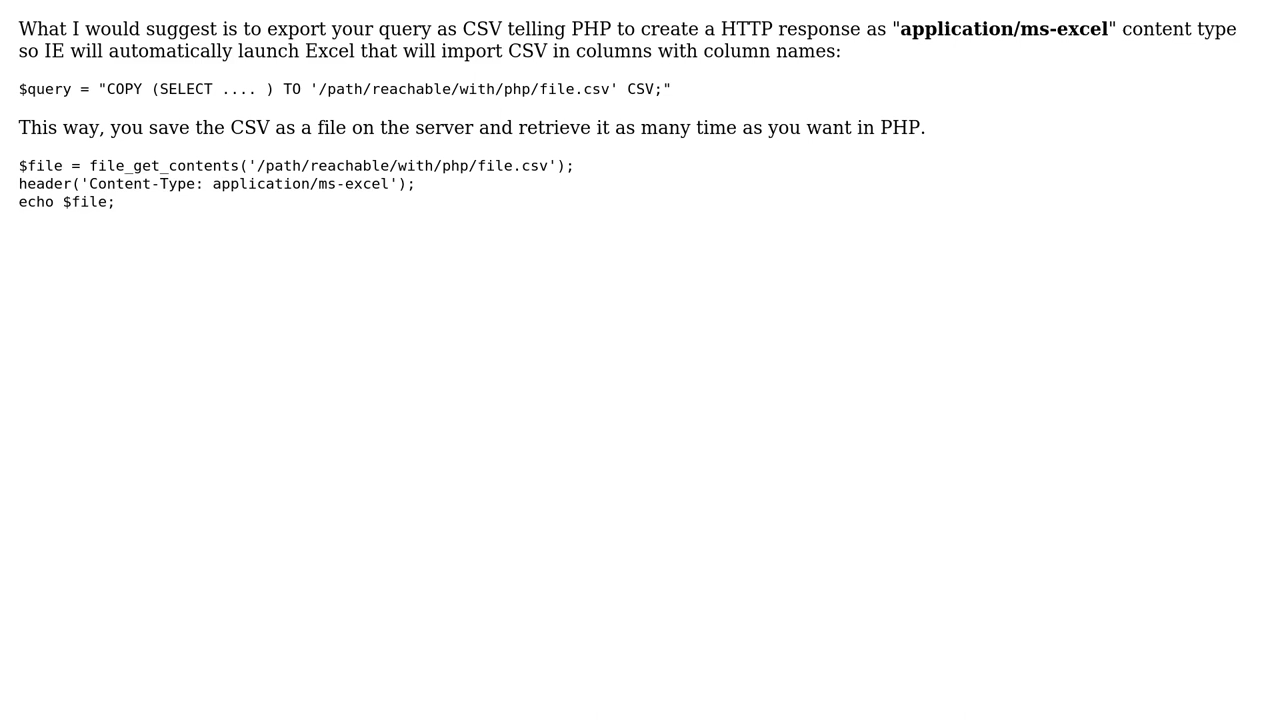 What I would suggest is to export your query as CSV telling PHP to create a HTTP response as "application/ms-excel" content type
so IE will automatically launch Excel that will import CSV in columns with column names:
$query = "COPY (SELECT .... ) TO '/path/reachable/with/php/file.csv' CSV;"
This way, you save the CSV as a file on the server and retrieve it as many time as you want in PHP.
$file = file_get_contents('/path/reachable/with/php/file.csv');
header('Content-Type: application/ms-excel');
echo $file;